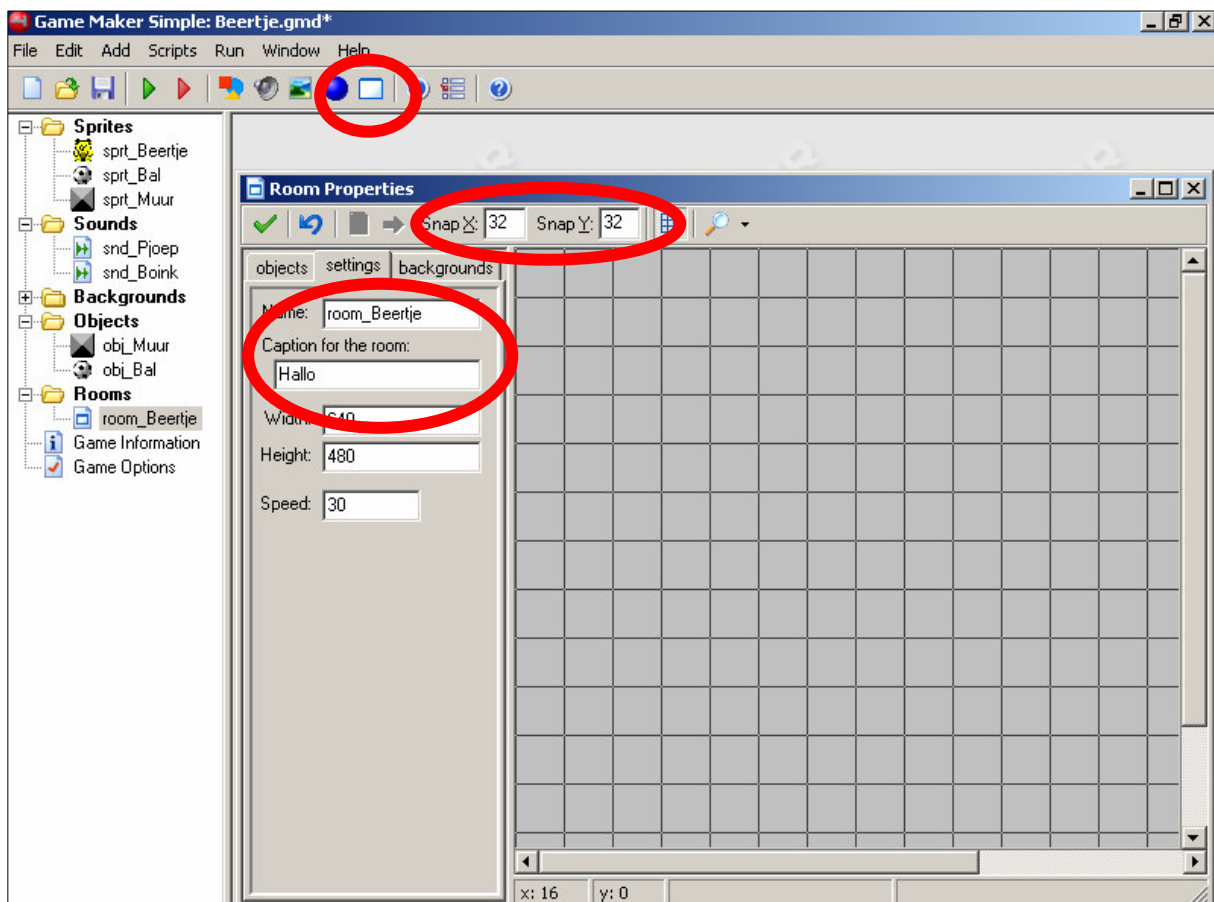 Game Maker Simple: Beertje.gmd*
File Edit Add Scripts Run Window Help
Sprites
sprt_Beertje
sprt_Bal
sprt_Muur
Sounds
snd_Pjoep
snd_Boink
Backgrounds
Objects
obj_Muur
obj_Bal
Rooms
room_Beertje
Game Information
Game Options
Room Properties
Snap X: 32 Snap Y: 32
objects settings backgrounds
Name: room_Beertje
Caption for the room:
Hallo
Width: 640
Height: 480
Speed: 30
x: 16 y: 0